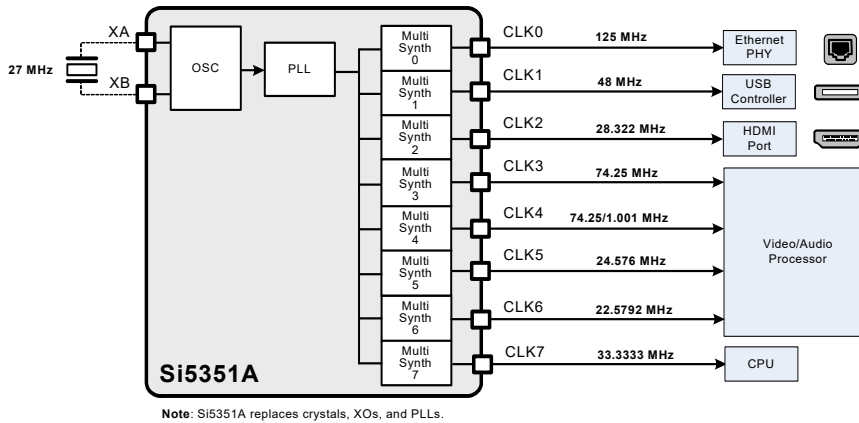 XA
27 MHz
XB
OSC
PLL
Multi
Synth
0
Multi
Synth
1
Multi
Synth
2
Multi
Synth
3
Multi
Synth
4
Multi
Synth
5
Multi
Synth
6
Multi
Synth
7
CLK0
125 MHz
Ethernet
PHY
CLK1
48 MHz
USB
Controller
CLK2
28.322 MHz
HDMI
Port
CLK3
74.25 MHz
CLK4
74.25/1.001 MHz
CLK5
24.576 MHz
CLK6
22.5792 MHz
Video/Audio
Processor
CLK7
33.3333 MHz
CPU
Si5351A
Note: Si5351A replaces crystals, XOs, and PLLs.